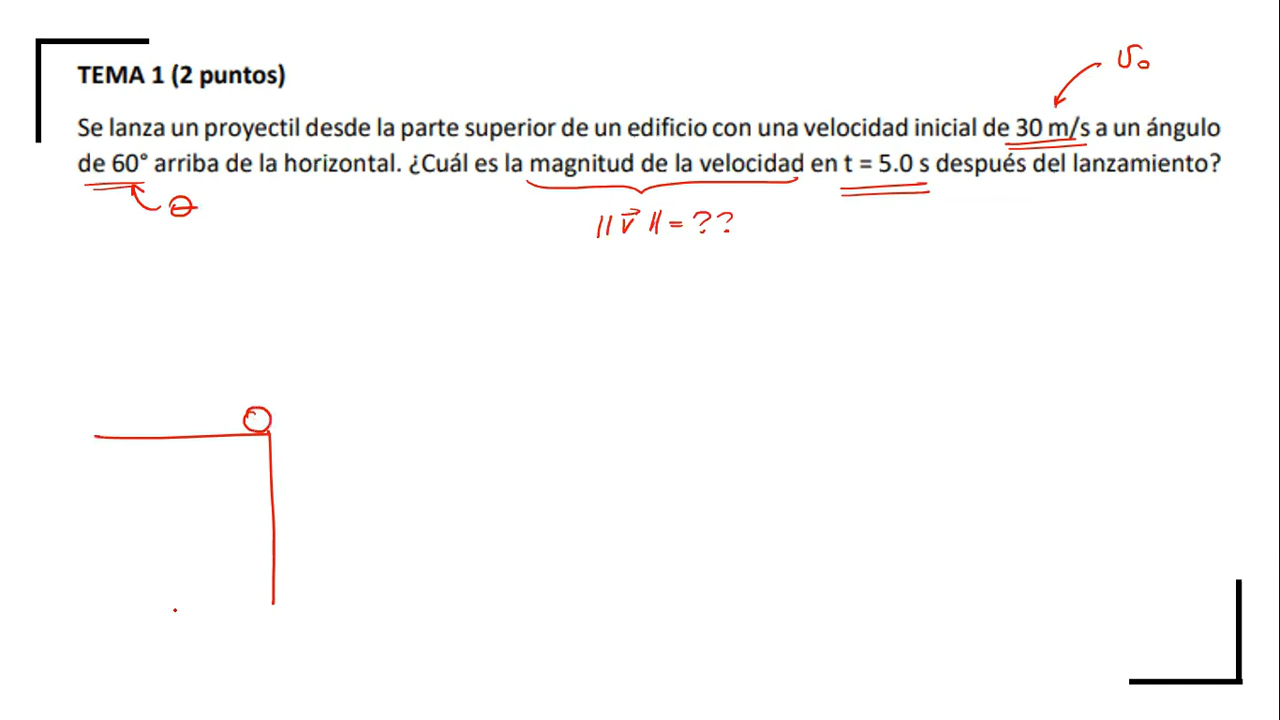 TEMA 1 (2 puntos)
v₀
Se lanza un proyectil desde la parte superior de un edificio con una velocidad inicial de 30 m/s a un ángulo
de 60° arriba de la horizontal. ¿Cuál es la magnitud de la velocidad en t = 5.0 s después del lanzamiento?
θ
||v⃗|| = ??